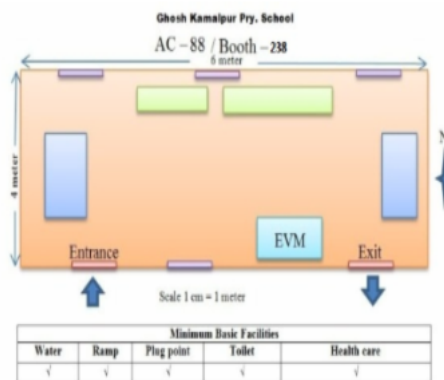 Ghosh Kamalpur Pry. School
AC - 88 / Booth - 238
6 meter
4 meter
N
EVM
Entrance
Exit
Scale 1 cm = 1 meter
Minimum Basic Facilities
Water Ramp Plug point Toilet Health care
√ √ √ √ √